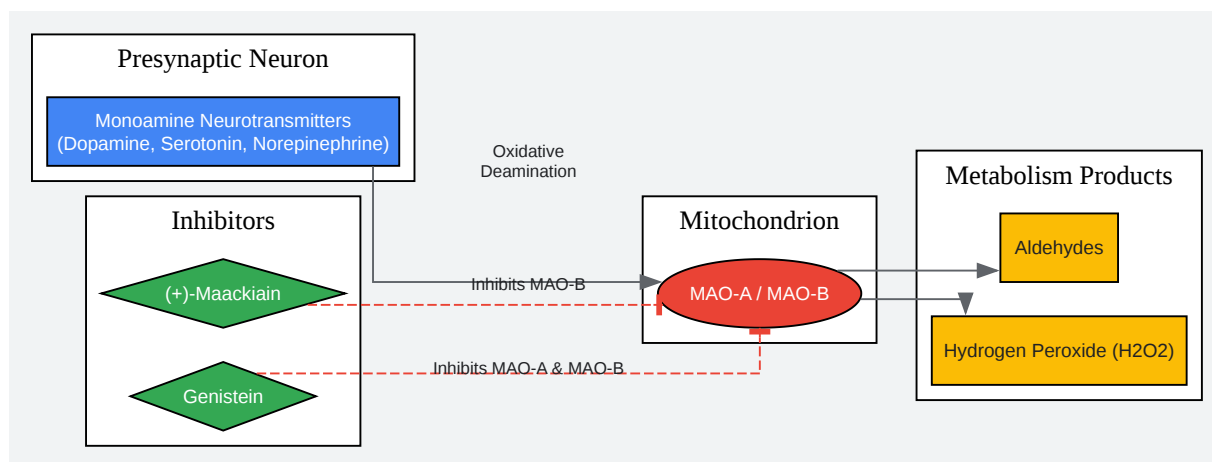 Presynaptic Neuron
Monoamine Neurotransmitters
(Dopamine, Serotonin, Norepinephrine)
Oxidative
Deamination
Inhibitors
(+)-Maackiain
Genistein
Inhibits MAO-B
Inhibits MAO-A & MAO-B
Mitochondrion
MAO-A / MAO-B
Metabolism Products
Aldehydes
Hydrogen Peroxide (H2O2)